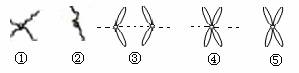 ① ② ③ ④ ⑤